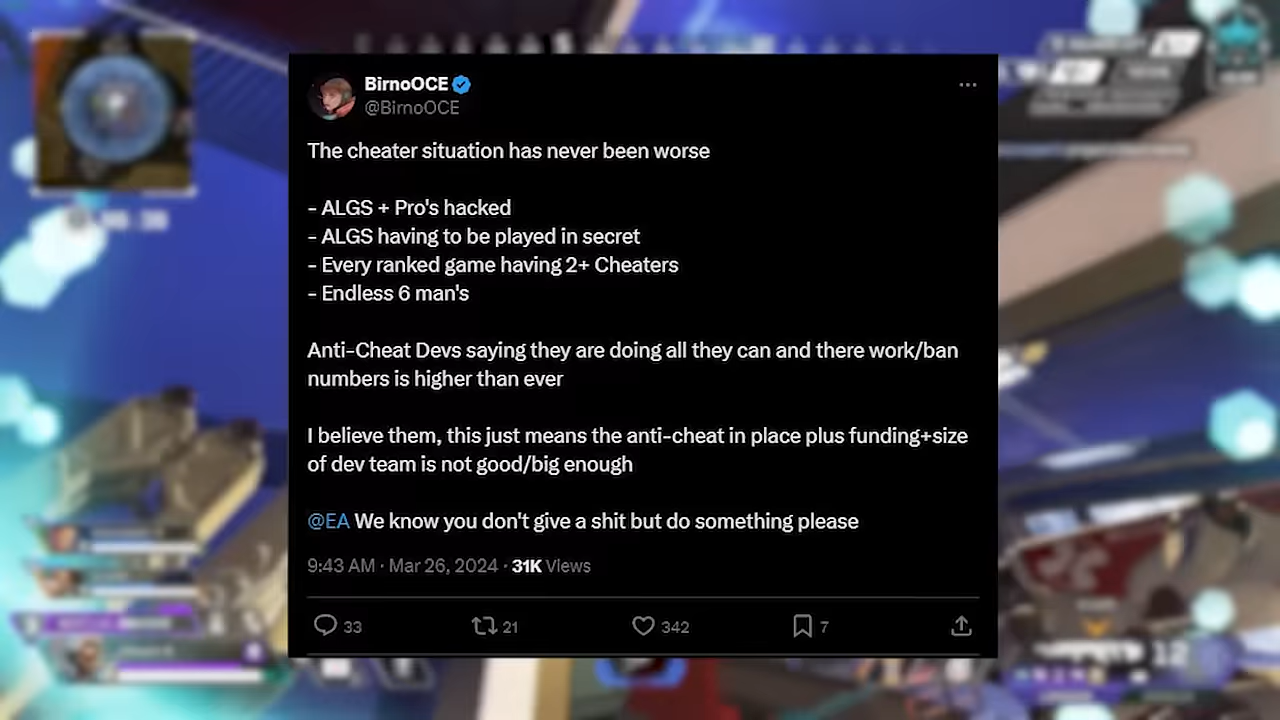 BirnoOCE
@BirnoOCE
The cheater situation has never been worse
- ALGS + Pro's hacked
- ALGS having to be played in secret
- Every ranked game having 2+ Cheaters
- Endless 6 man's
Anti-Cheat Devs saying they are doing all they can and there work/ban
numbers is higher than ever
I believe them, this just means the anti-cheat in place plus funding+size
of dev team is not good/big enough
@EA We know you don't give a shit but do something please
9:43 AM · Mar 26, 2024 · 31K Views
33 21 342 7
12